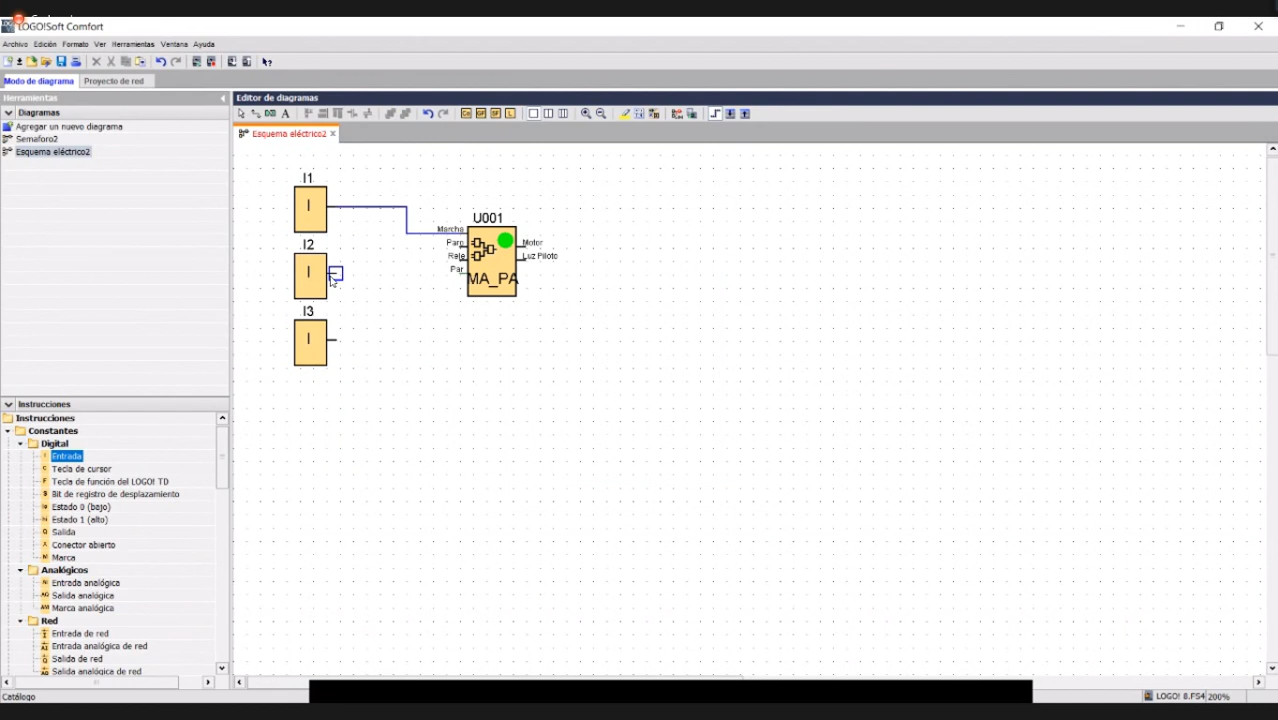 LOGO!Soft Comfort
Archivo Edición Formato Ver Herramientas Ventana Ayuda
Modo de diagrama Proyecto de red
Herramientas
Diagramas
Agregar un nuevo diagrama
Semaforo2
Esquema eléctrico2
Instrucciones
Instrucciones
Constantes
Digital
Entrada
Tecla de cursor
Tecla de función del LOGO! TD
Bit de registro de desplazamiento
Estado 0 (bajo)
Estado 1 (alto)
Salida
Conector abierto
Marca
Analógicos
Entrada analógica
Salida analógica
Marca analógica
Red
Entrada de red
Entrada analógica de red
Salida de red
Salida analógica de red
Catálogo
Editor de diagramas
Esquema eléctrico2
I1
I
I2
I
I3
I
U001
Marcha
Paro
Rele
Par
Motor
Luz Piloto
MA_PA
LOGO! 8.FS4 200%